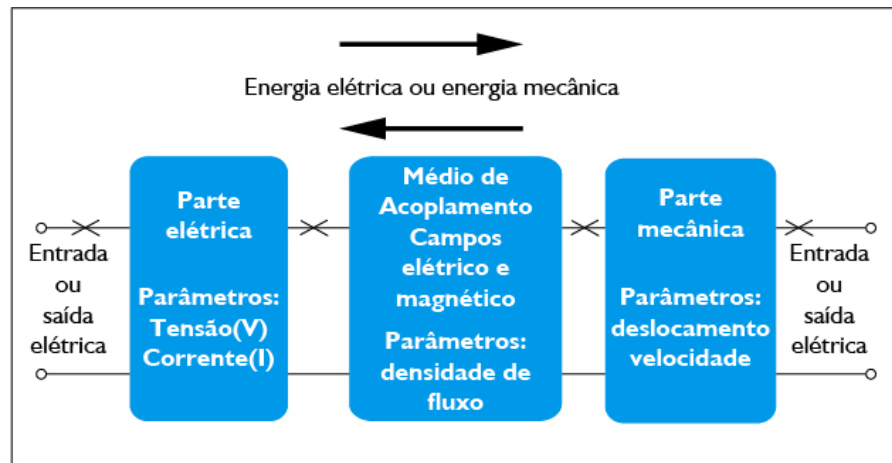 Energia elétrica ou energia mecânica
Parte
elétrica
Parâmetros:
Tensão(V)
Corrente(I)
Médio de
Acoplamento
Campos
elétrico e
magnético
Parâmetros:
densidade de
fluxo
Parte
mecânica
Parâmetros:
deslocamento
velocidade
Entrada
ou
saída
elétrica
Entrada
ou
saída
elétrica